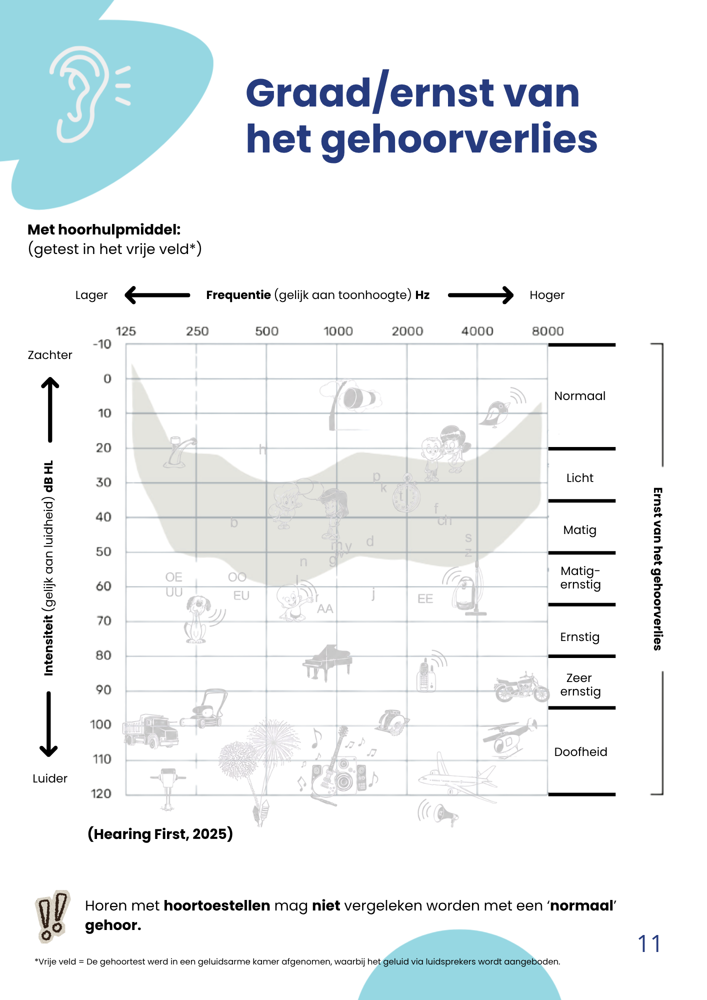 Graad/ernst van
het gehoorverlies
Met hoorhulpmiddel:
(getest in het vrije veld*)
Lager
Frequentie (gelijk aan toonhoogte) Hz
Hoger
125 250 500 1000 2000 4000 8000
Zachter
Intensiteit (gelijk aan luidheid) dB HL
Luider
-10
0
10
20
30
40
50
60
70
80
90
100
110
120
h
p
k
t
f
ch
b
s
z
d
m
y
n
g
l
r
j
OE
UU
OO
EU
AA
EE
Normaal
Licht
Matig
Matig-
ernstig
Ernstig
Zeer
ernstig
Doofheid
Ernst van het gehoorverlies
(Hearing First, 2025)
Horen met hoortoestellen mag niet vergeleken worden met een ‘normaal’
gehoor.
11
*Vrije veld = De gehoortest werd in een geluidsarme kamer afgenomen, waarbij het geluid via luidsprekers wordt aangeboden.